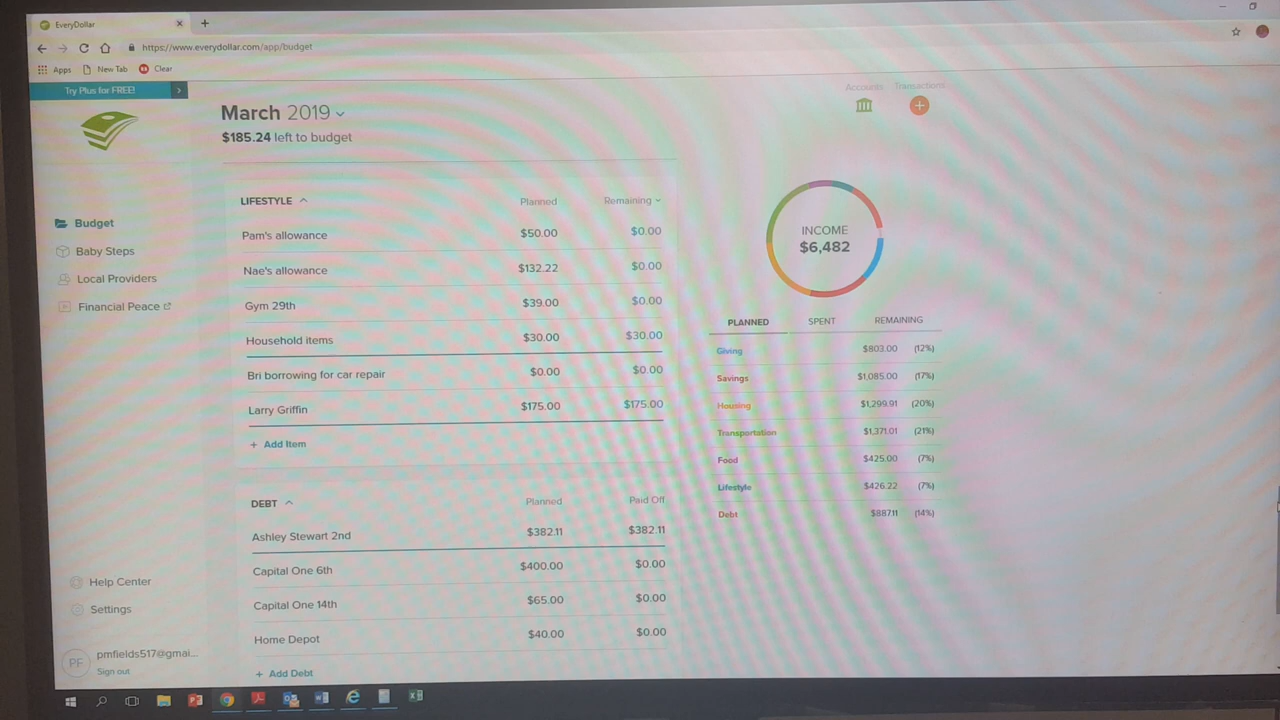 EveryDollar
https://www.everydollar.com/app/budget
Apps New Tab Clear
Try Plus for FREE!
March 2019
$185.24 left to budget
Accounts Transactions
Budget
Baby Steps
Local Providers
Financial Peace
Help Center
Settings
PF
pmfields517@gmai...
Sign out
LIFESTYLE Planned Remaining
Pam's allowance $50.00 $0.00
Nae's allowance $132.22 $0.00
Gym 29th $39.00 $0.00
Household items $30.00 $30.00
Bri borrowing for car repair $0.00 $0.00
Larry Griffin $175.00 $175.00
+ Add Item
DEBT Planned Paid Off
Ashley Stewart 2nd $382.11 $382.11
Capital One 6th $400.00 $0.00
Capital One 14th $65.00 $0.00
Home Depot $40.00 $0.00
+ Add Debt
INCOME
$6,482
PLANNED SPENT REMAINING
Giving $803.00 (12%)
Savings $1,085.00 (17%)
Housing $1,299.91 (20%)
Transportation $1,371.01 (21%)
Food $425.00 (7%)
Lifestyle $426.22 (7%)
Debt $887.11 (14%)